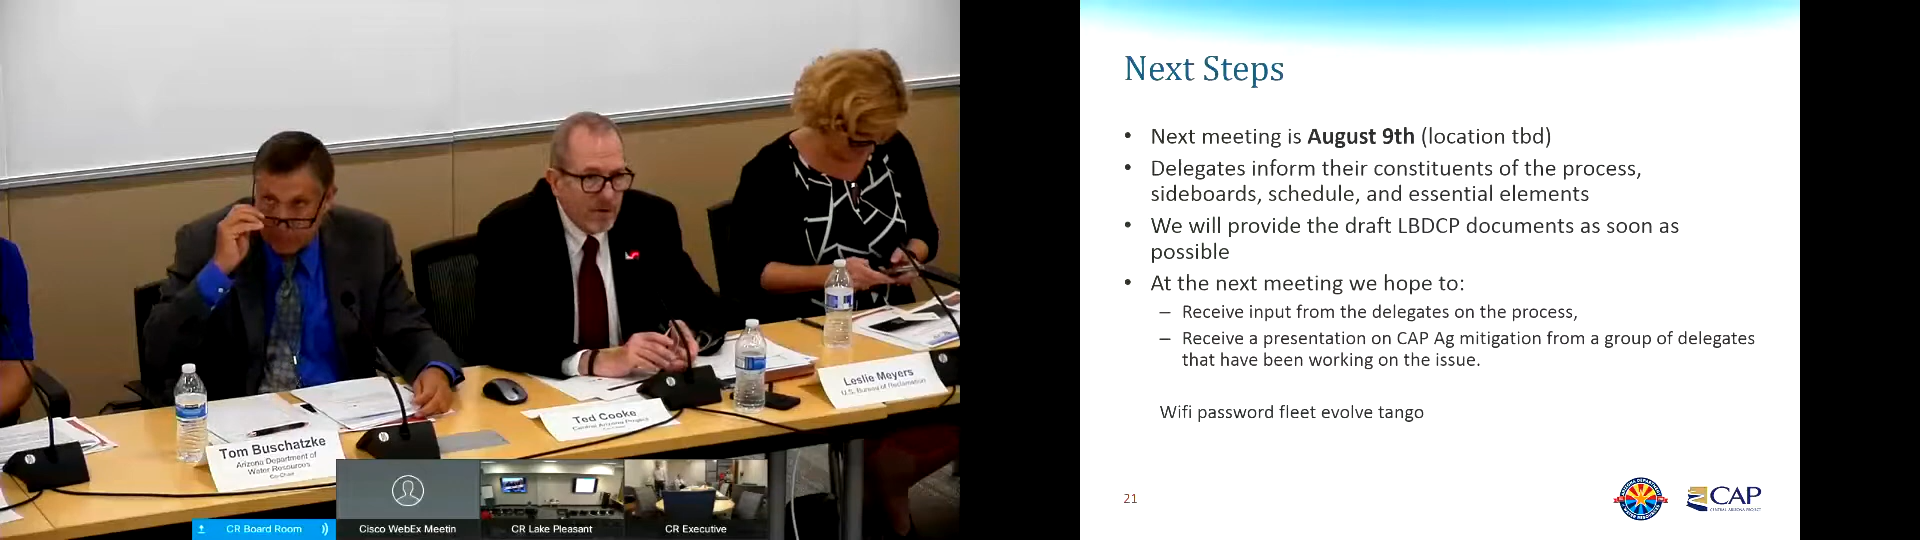 Tom Buschatzke
Arizona Department of
Water Resources
Co-Chair
Ted Cooke
Central Arizona Project
Leslie Meyers
U.S. Bureau of Reclamation
CR Board Room
Cisco WebEx Meetin
CR Lake Pleasant
CR Executive
Next Steps
• Next meeting is August 9th (location tbd)
• Delegates inform their constituents of the process,
sideboards, schedule, and essential elements
• We will provide the draft LBDCP documents as soon as
possible
• At the next meeting we hope to:
– Receive input from the delegates on the process,
– Receive a presentation on CAP Ag mitigation from a group of delegates
that have been working on the issue.
Wifi password fleet evolve tango
21
CAP
CENTRAL ARIZONA PROJECT